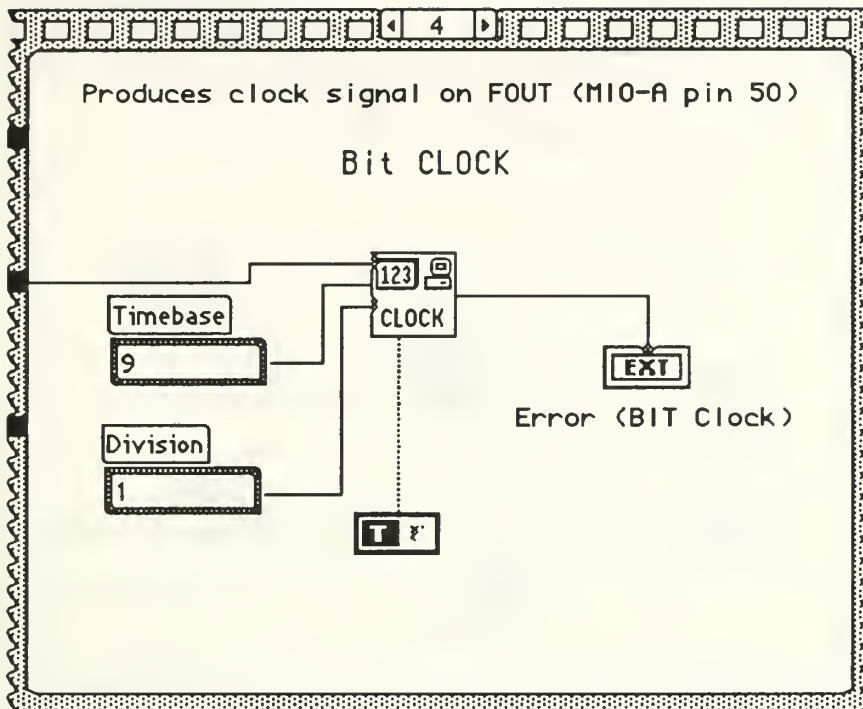 4
Produces clock signal on FOUT (MIO-A pin 50)
Bit CLOCK
123
CLOCK
Timebase
9
EXT
Error (BIT Clock)
Division
1
T F